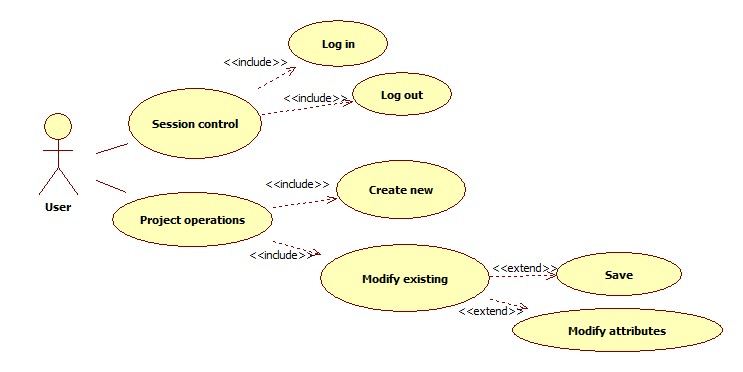 Log in
<<include>>
<<include>>
Log out
Session control
<<include>>
Create new
User
Project operations
<<include>>
Modify existing
<<extend>>
Save
<<extend>>
Modify attributes